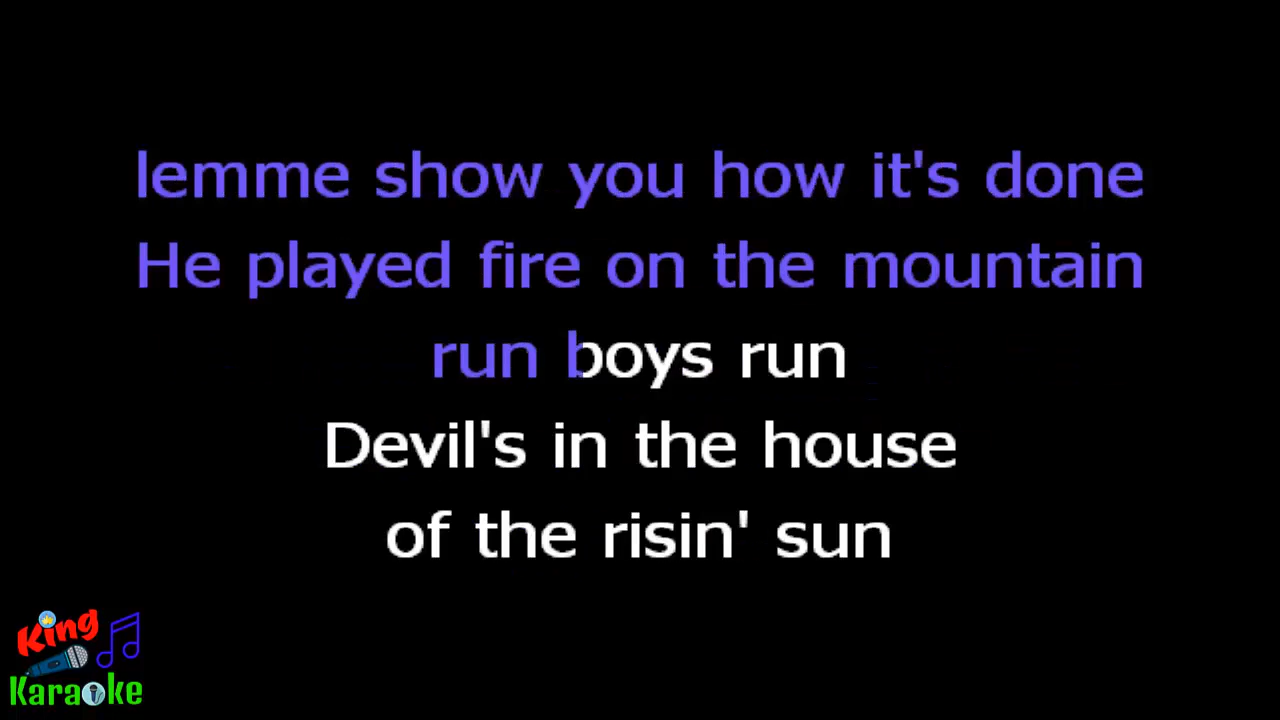 lemme show you how it's done
He played fire on the mountain
run boys run
Devil's in the house
of the risin' sun
King
Karaoke